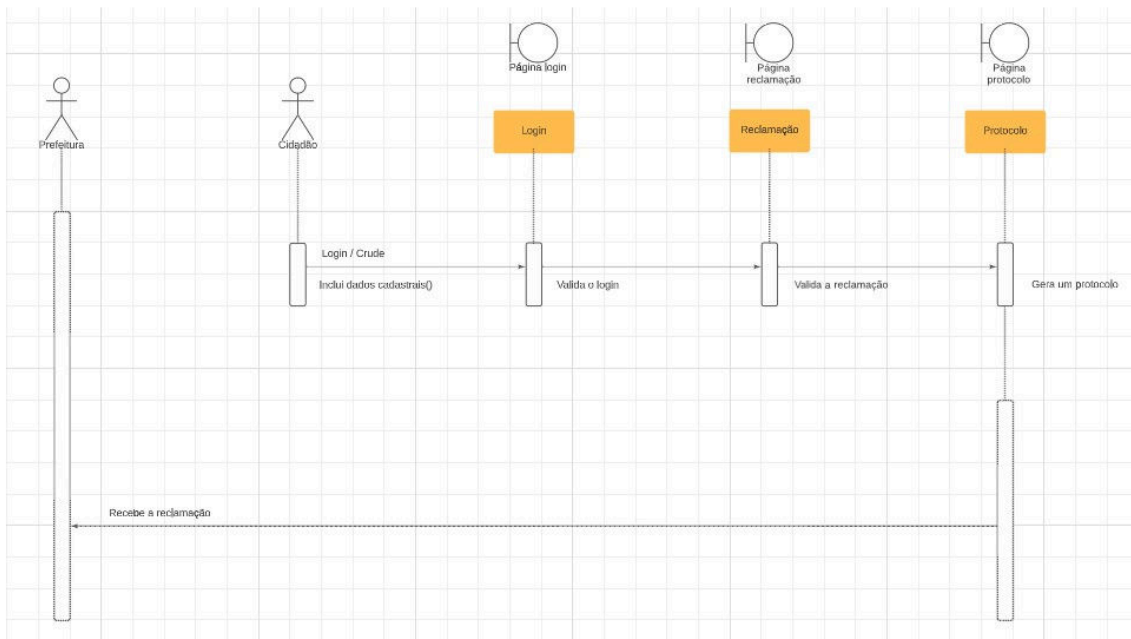 Página login
Página
reclamação
Página
protocolo
Prefeitura
Cidadão
Login
Reclamação
Protocolo
Login / Crude
Inclui dados cadastrais()
Valida o login
Valida a reclamação
Gera um protocolo
Recebe a reclamação